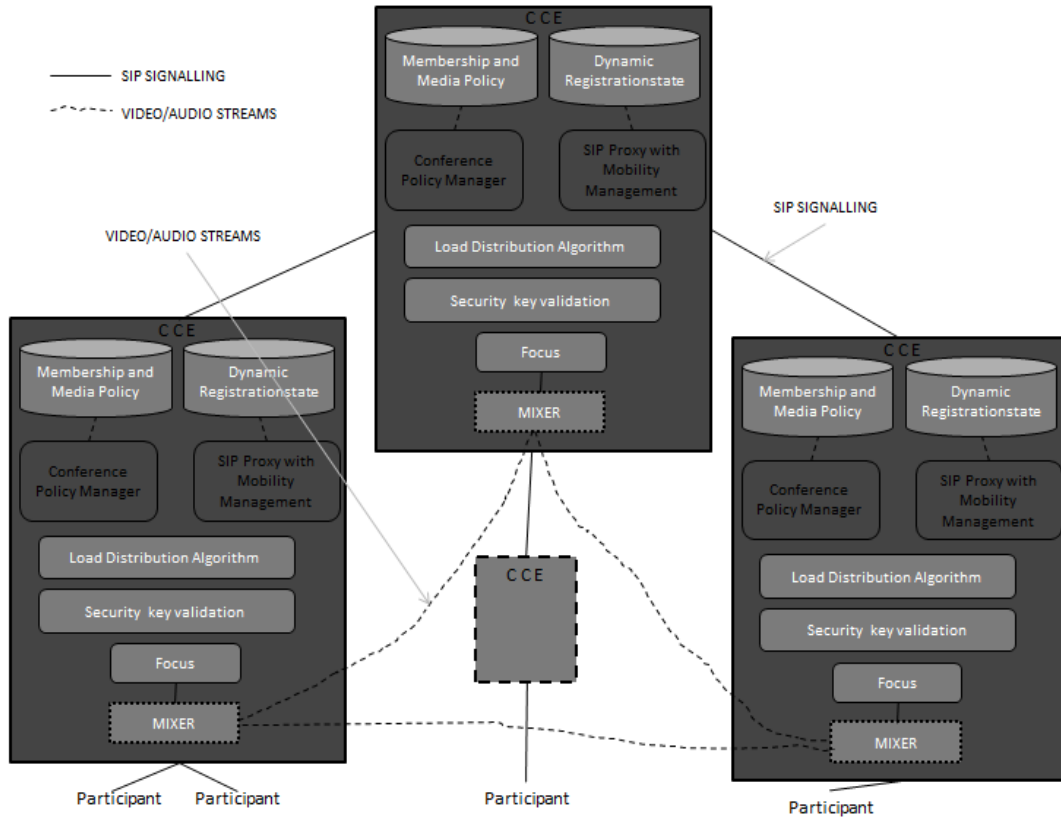 C C E
Membership and
Media Policy
Dynamic
Registrationstate
SIP SIGNALLING
VIDEO/AUDIO STREAMS
Conference
Policy Manager
SIP Proxy with
Mobility
Management
SIP SIGNALLING
VIDEO/AUDIO STREAMS
Load Distribution Algorithm
Security key validation
Focus
MIXER
C C E
Membership and
Media Policy
Dynamic
Registrationstate
Conference
Policy Manager
SIP Proxy with
Mobility
Management
Load Distribution Algorithm
Security key validation
Focus
MIXER
C C E
C C E
Membership and
Media Policy
Dynamic
Registrationstate
Conference
Policy Manager
SIP Proxy with
Mobility
Management
Load Distribution Algorithm
Security key validation
Focus
MIXER
Participant
Participant
Participant
Participant